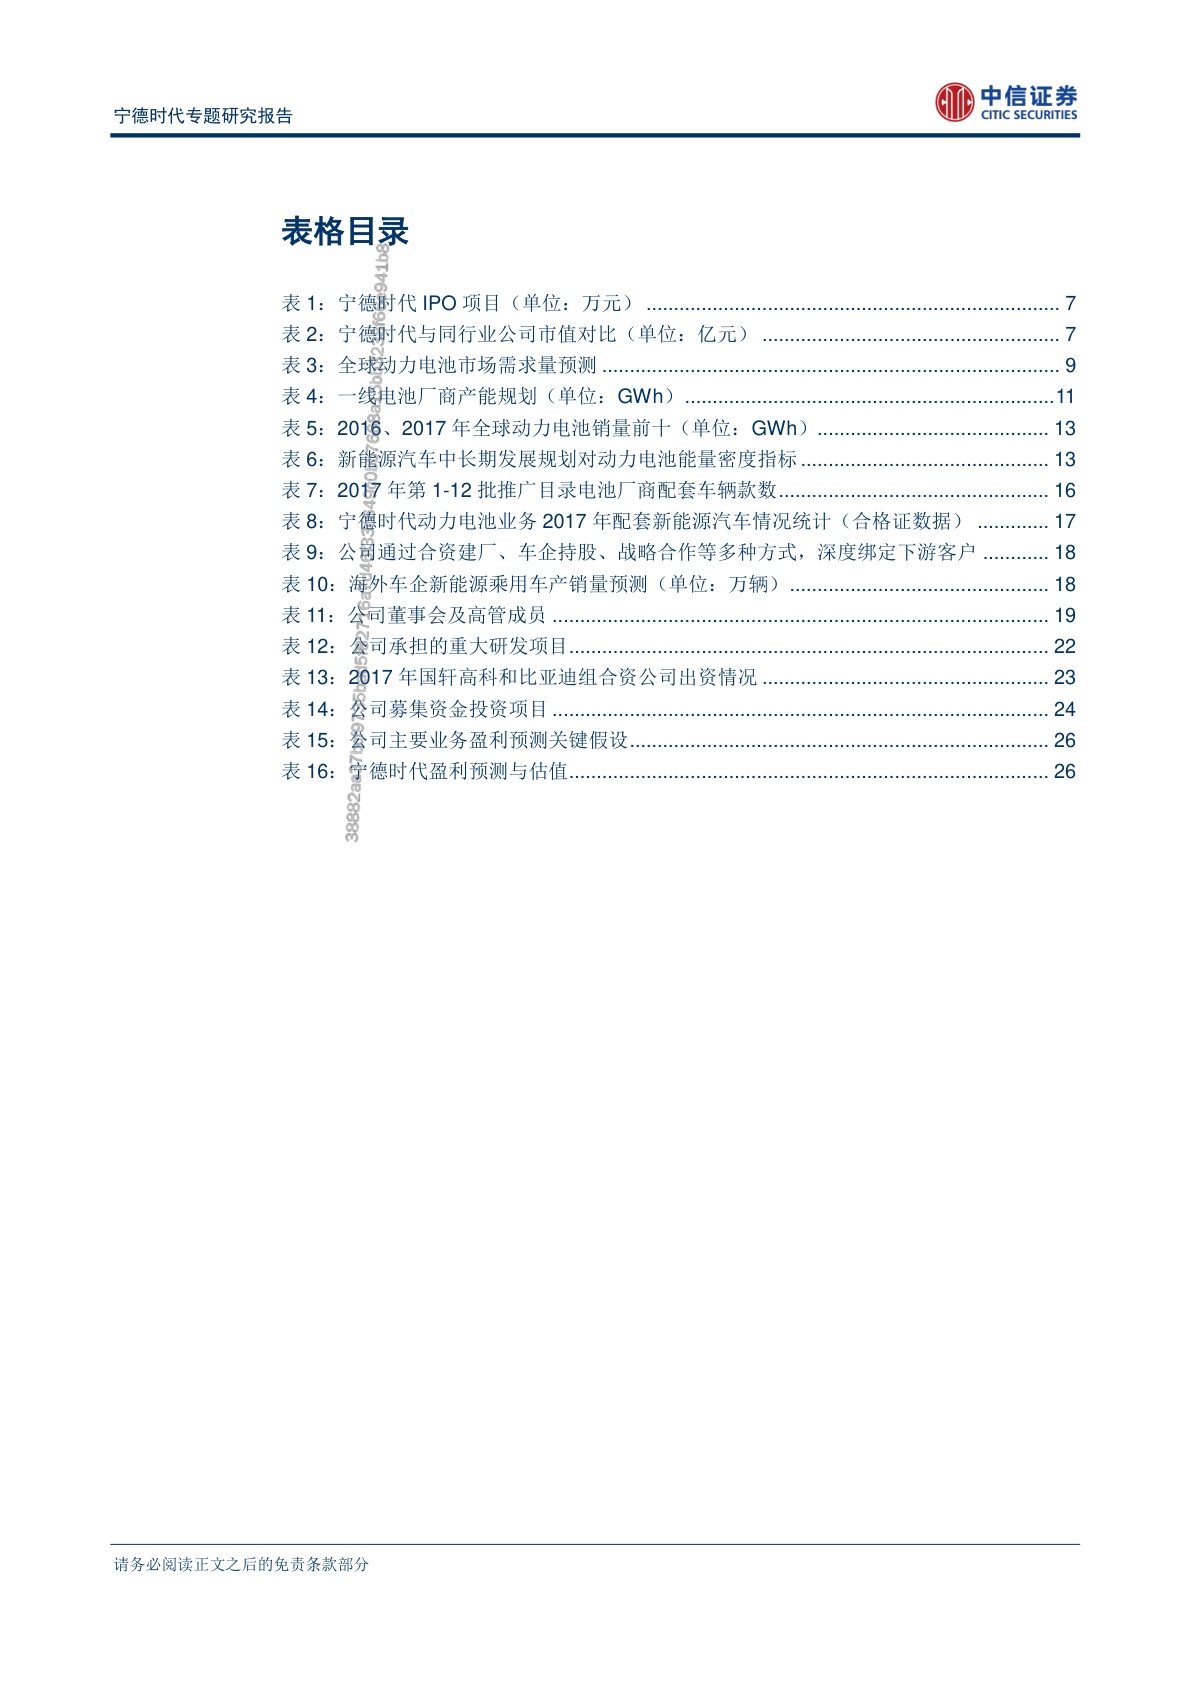 宁德时代专题研究报告
中信证券
CITIC SECURITIES
表格目录
表 1：宁德时代 IPO 项目（单位：万元） ............................................................................ 7
表 2：宁德时代与同行业公司市值对比（单位：亿元） ...................................................... 7
表 3：全球动力电池市场需求量预测 .................................................................................... 9
表 4：一线电池厂商产能规划（单位：GWh） ....................................................................11
表 5：2016、2017 年全球动力电池销量前十（单位：GWh）.......................................... 13
表 6：新能源汽车中长期发展规划对动力电池能量密度指标............................................. 13
表 7：2017 年第 1-12 批推广目录电池厂商配套车辆款数................................................. 16
表 8：宁德时代动力电池业务 2017 年配套新能源汽车情况统计（合格证数据） ............. 17
表 9：公司通过合资建厂、车企持股、战略合作等多种方式，深度绑定下游客户 ............ 18
表 10：海外车企新能源乘用车产销量预测（单位：万辆） ............................................... 18
表 11：公司董事会及高管成员 .......................................................................................... 19
表 12：公司承担的重大研发项目....................................................................................... 22
表 13：2017 年国轩高科和比亚迪组合资公司出资情况 .................................................... 23
表 14：公司募集资金投资项目 .......................................................................................... 24
表 15：公司主要业务盈利预测关键假设............................................................................ 26
表 16：宁德时代盈利预测与估值....................................................................................... 26
请务必阅读正文之后的免责条款部分